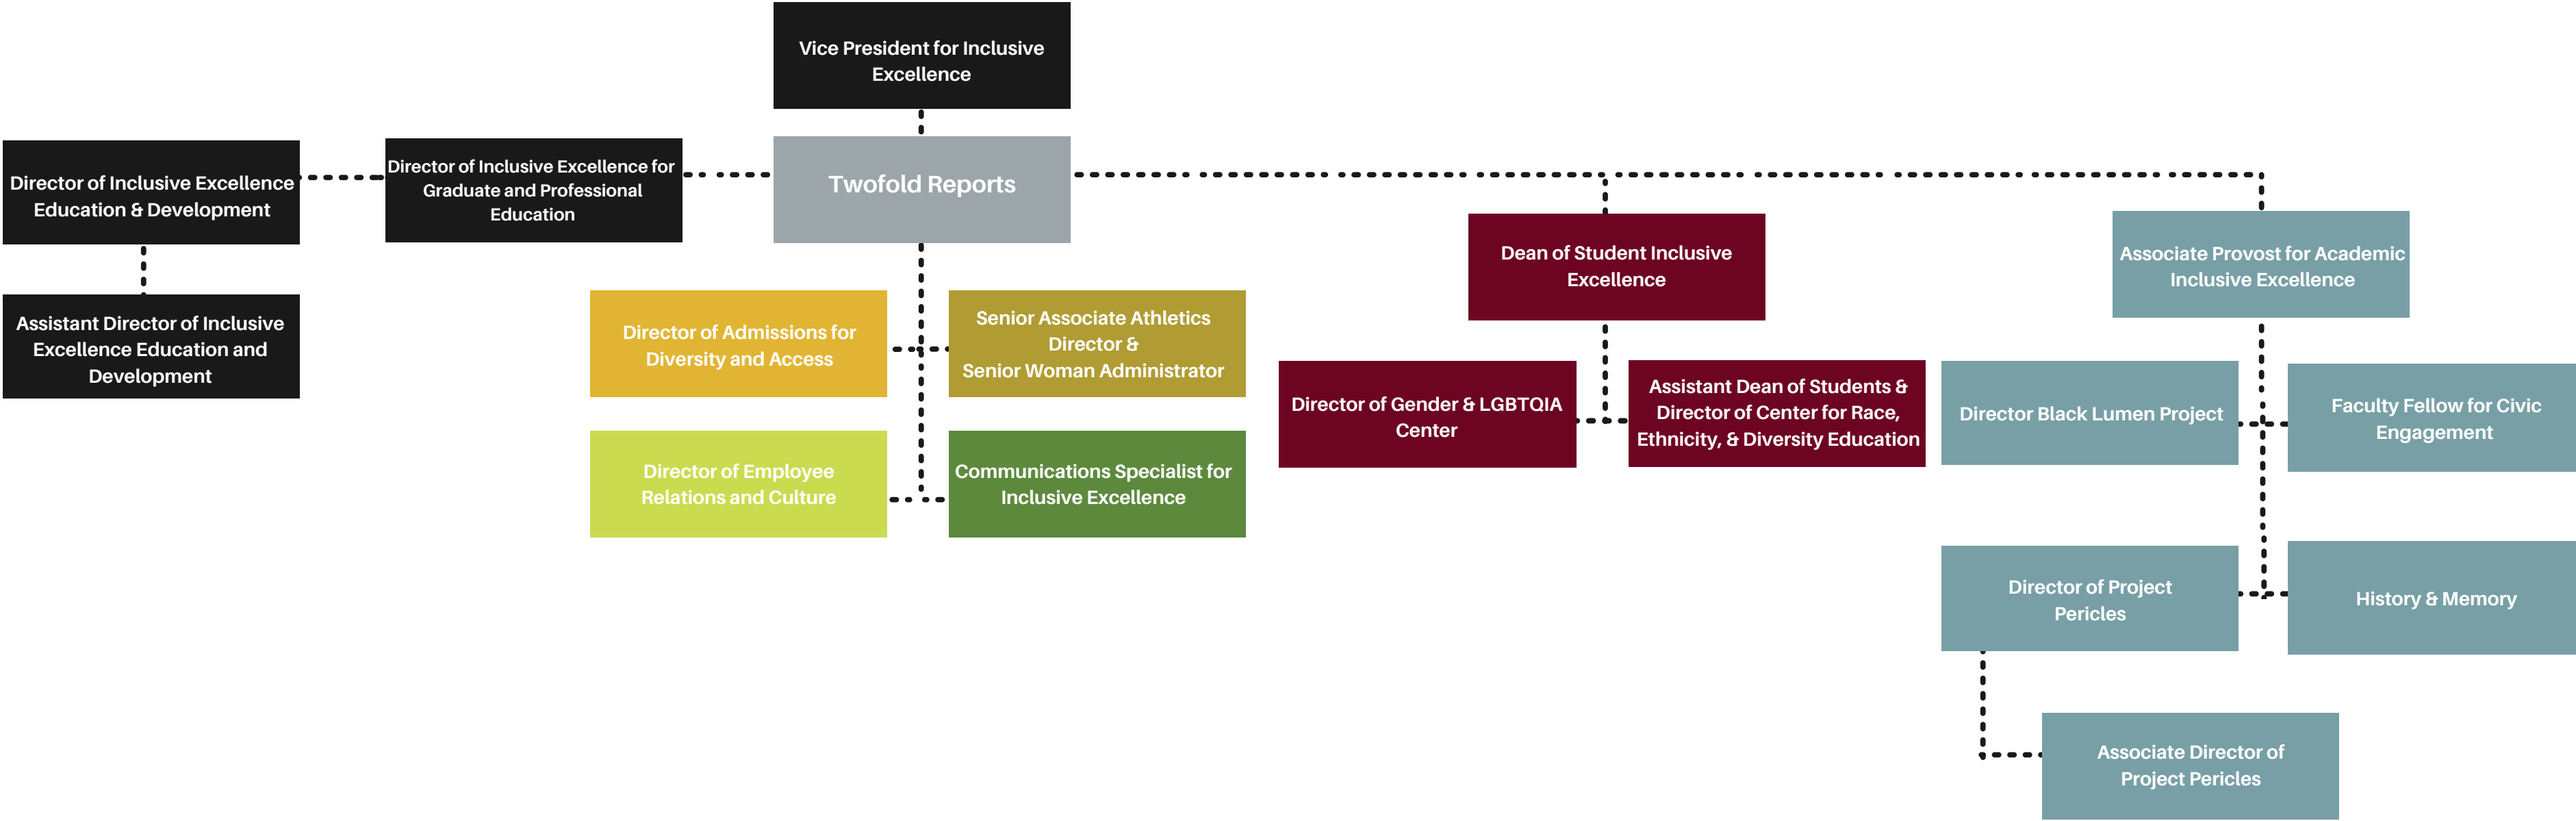 Vice President for Inclusive
Excellence
Director of Inclusive Excellence
Education & Development
Director of Inclusive Excellence for
Graduate and Professional
Education
Twofold Reports
Dean of Student Inclusive
Excellence
Associate Provost for Academic
Inclusive Excellence
Assistant Director of Inclusive
Excellence Education and
Development
Director of Admissions for
Diversity and Access
Senior Associate Athletics
Director &
Senior Woman Administrator
Director of Gender & LGBTQIA
Center
Assistant Dean of Students &
Director of Center for Race,
Ethnicity, & Diversity Education
Director Black Lumen Project
Faculty Fellow for Civic
Engagement
Director of Employee
Relations and Culture
Communications Specialist for
Inclusive Excellence
Director of Project
Pericles
History & Memory
Associate Director of
Project Pericles